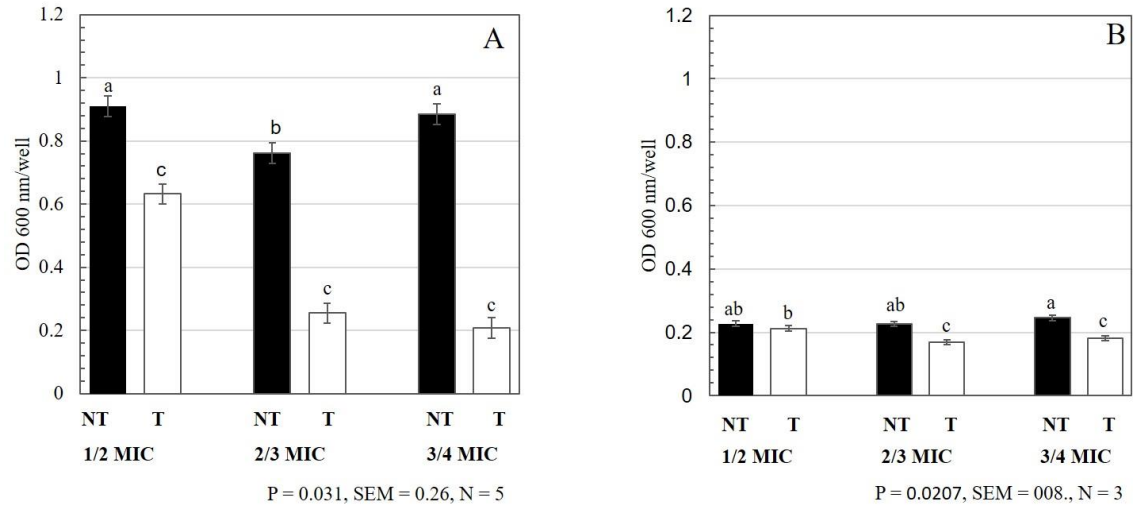 A
OD 600 nm/well
1.2
1
0.8
0.6
0.4
0.2
0
a
c
b
c
a
c
NT T NT T NT T
1/2 MIC 2/3 MIC 3/4 MIC
P = 0.031, SEM = 0.26, N = 5
B
OD 600 nm/well
1.2
1
0.8
0.6
0.4
0.2
0
ab
b
ab
c
a
c
NT T NT T NT T
1/2 MIC 2/3 MIC 3/4 MIC
P = 0.0207, SEM = 008., N = 3